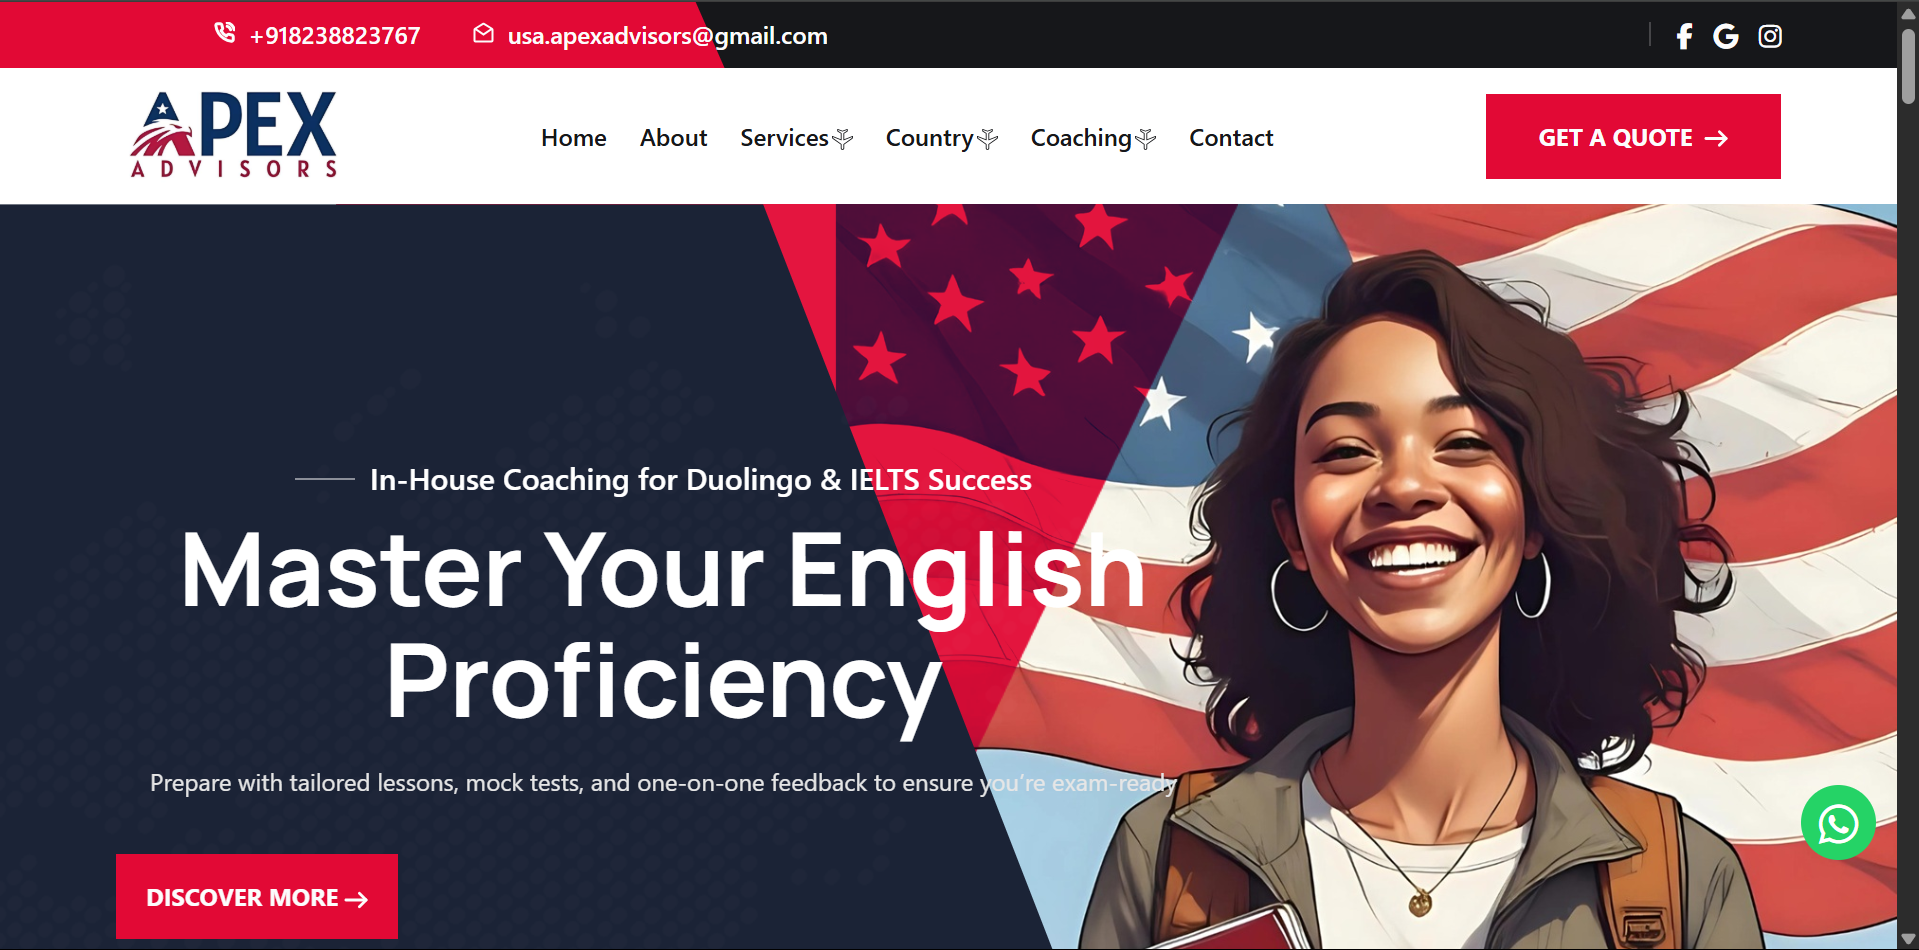 +918238823767
usa.apexadvisors@gmail.com
APEX
ADVISORS
Home
About
Services
Country
Coaching
Contact
GET A QUOTE
In-House Coaching for Duolingo & IELTS Success
Master Your English
Proficiency
Prepare with tailored lessons, mock tests, and one-on-one feedback to ensure you’re exam-ready
DISCOVER MORE